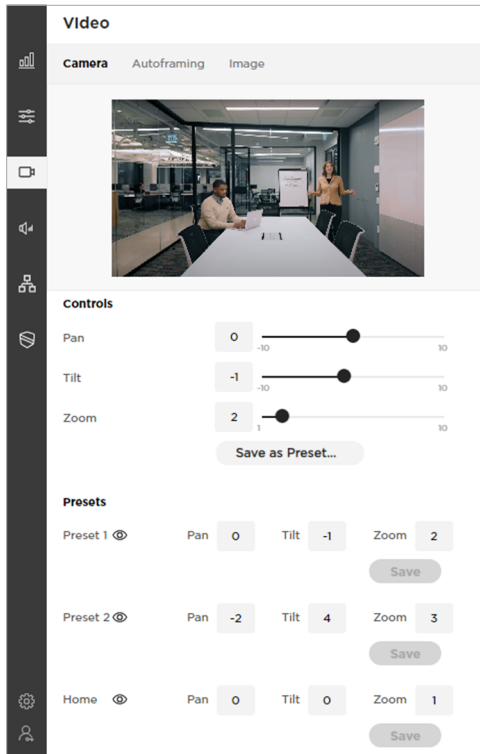 Video
Camera Autoframing Image
Controls
Pan 0 -10 10
Tilt -1 -10 10
Zoom 2 1 10
Save as Preset...
Presets
Preset 1 Pan 0 Tilt -1 Zoom 2
Save
Preset 2 Pan -2 Tilt 4 Zoom 3
Save
Home Pan 0 Tilt 0 Zoom 1
Save